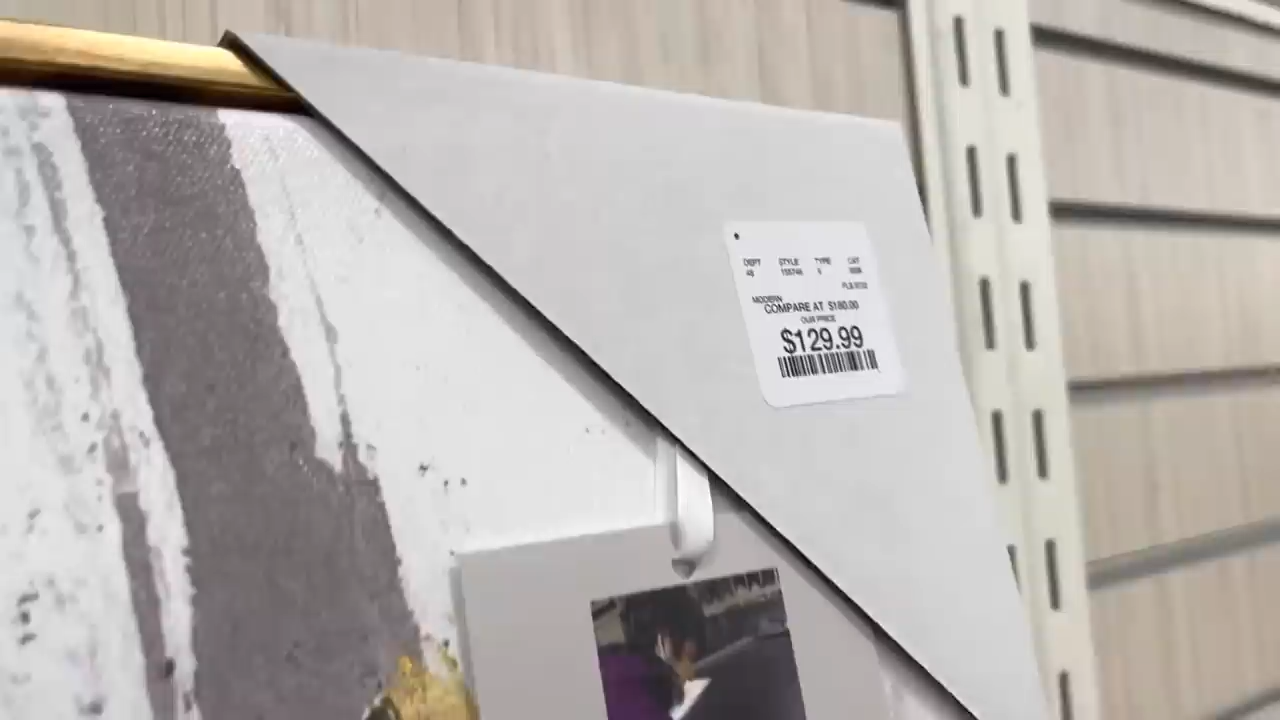 DEPT STYLE TYPE CAT
MODERN
COMPARE AT $180.00
OUR PRICE
$129.99